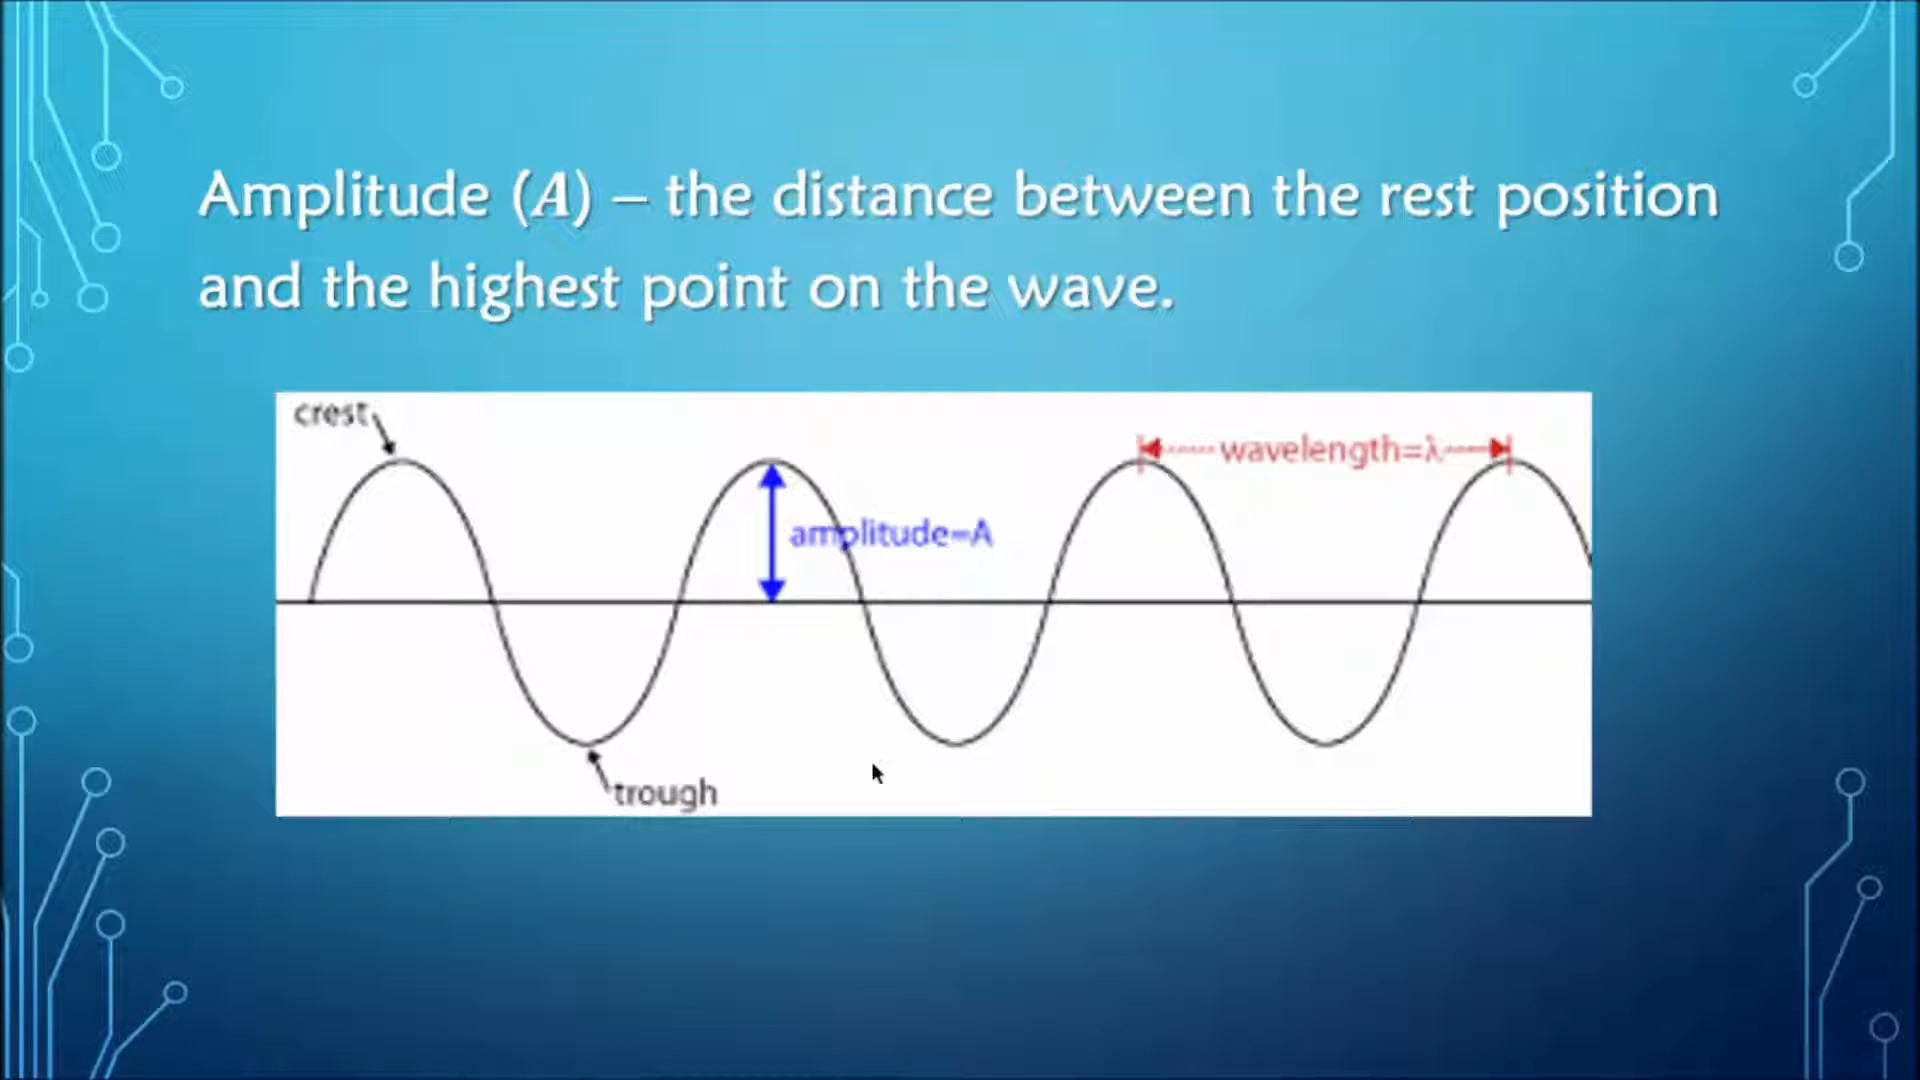 Amplitude (A) – the distance between the rest position
and the highest point on the wave.
crest
wavelength=λ
amplitude=A
trough